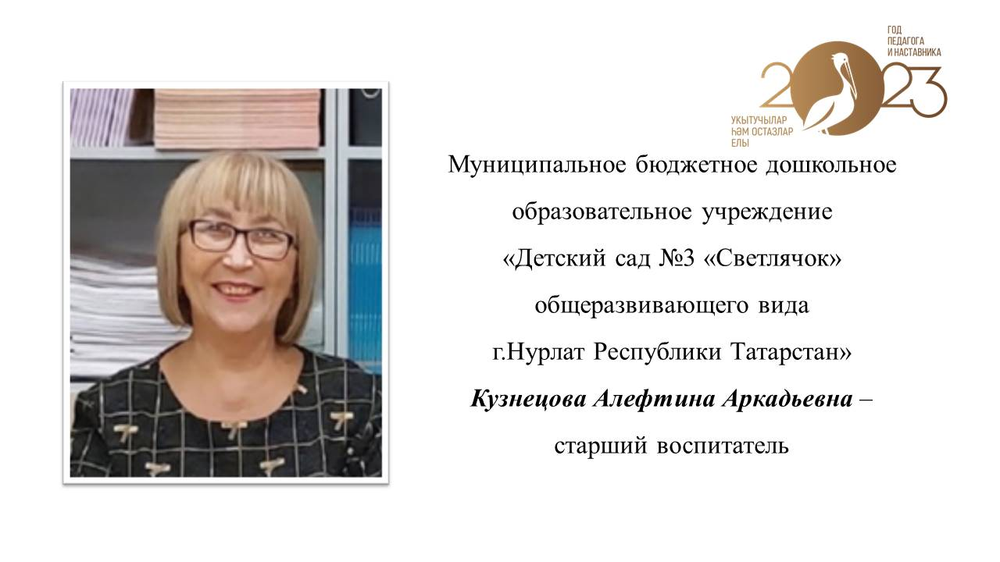 ГОД
ПЕДАГОГА
И НАСТАВНИКА
2023
УКЫТУЧЫЛАР
ҺӘМ ОСТАЗЛАР
ЕЛЫ
Муниципальное бюджетное дошкольное
образовательное учреждение
«Детский сад №3 «Светлячок»
общеразвивающего вида
г.Нурлат Республики Татарстан»
Кузнецова Алефтина Аркадьевна –
старший воспитатель